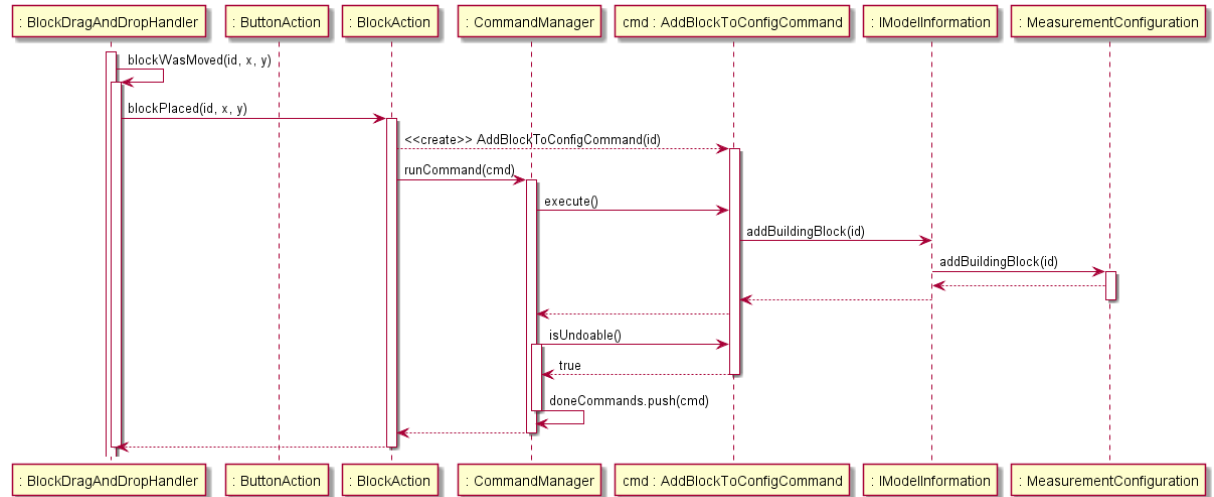 : BlockDragAndDropHandler
: ButtonAction
: BlockAction
: CommandManager
cmd : AddBlockToConfigCommand
: IModelInformation
: MeasurementConfiguration
blockWasMoved(id, x, y)
blockPlaced(id, x, y)
<<create>> AddBlockToConfigCommand(id)
runCommand(cmd)
execute()
addBuildingBlock(id)
addBuildingBlock(id)
isUndoable()
true
doneCommands.push(cmd)
: BlockDragAndDropHandler
: ButtonAction
: BlockAction
: CommandManager
cmd : AddBlockToConfigCommand
: IModelInformation
: MeasurementConfiguration